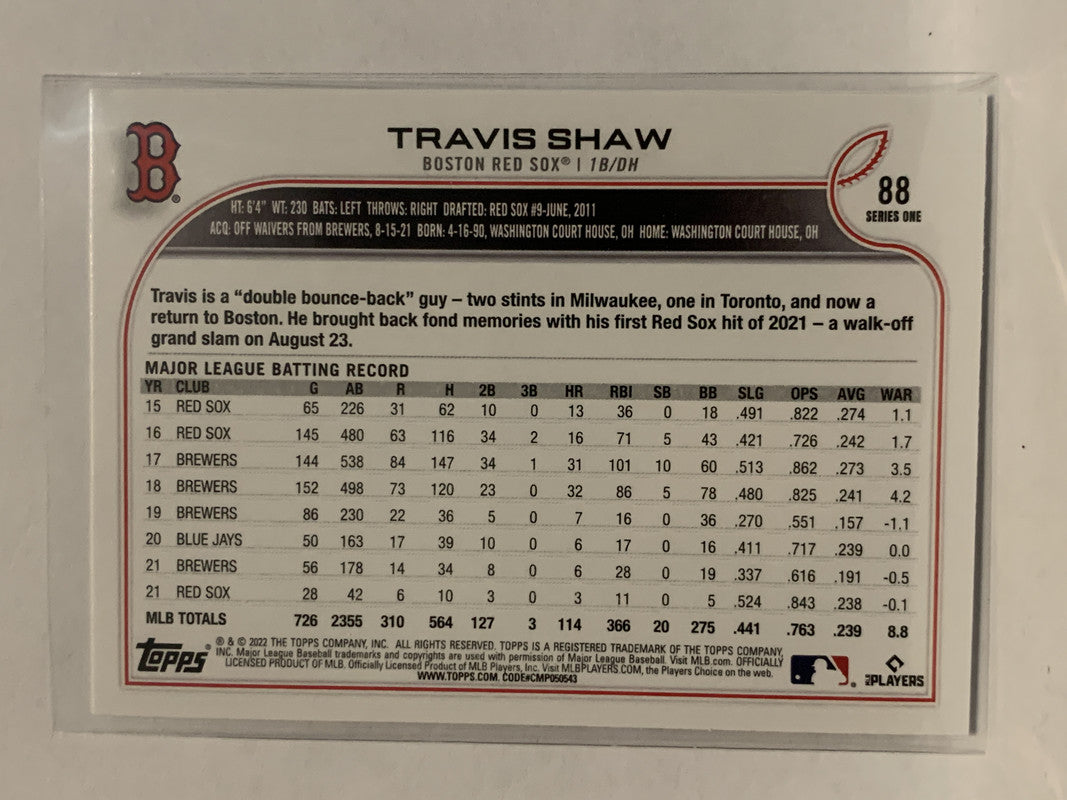 B
TRAVIS SHAW
BOSTON RED SOX® | 1B/DH
88
SERIES ONE
HT: 6'4" WT: 230 BATS: LEFT THROWS: RIGHT DRAFTED: RED SOX #9-JUNE, 2011
ACQ: OFF WAIVERS FROM BREWERS, 8-15-21 BORN: 4-16-90, WASHINGTON COURT HOUSE, OH HOME: WASHINGTON COURT HOUSE, OH
Travis is a “double bounce-back” guy – two stints in Milwaukee, one in Toronto, and now a
return to Boston. He brought back fond memories with his first Red Sox hit of 2021 – a walk-off
grand slam on August 23.
MAJOR LEAGUE BATTING RECORD
YR CLUB G AB R H 2B 3B HR RBI SB BB SLG OPS AVG WAR
15 RED SOX 65 226 31 62 10 0 13 36 0 18 .491 .822 .274 1.1
16 RED SOX 145 480 63 116 34 2 16 71 5 43 .421 .726 .242 1.7
17 BREWERS 144 538 84 147 34 1 31 101 10 60 .513 .862 .273 3.5
18 BREWERS 152 498 73 120 23 0 32 86 5 78 .480 .825 .241 4.2
19 BREWERS 86 230 22 36 5 0 7 16 0 36 .270 .551 .157 -1.1
20 BLUE JAYS 50 163 17 39 10 0 6 17 0 16 .411 .717 .239 0.0
21 BREWERS 56 178 14 34 8 0 6 28 0 19 .337 .616 .191 -0.5
21 RED SOX 28 42 6 10 3 0 3 11 0 5 .524 .843 .238 -0.1
MLB TOTALS 726 2355 310 564 127 3 114 366 20 275 .441 .763 .239 8.8
Topps®
® & © 2022 THE TOPPS COMPANY, INC. ALL RIGHTS RESERVED. TOPPS IS A REGISTERED TRADEMARK OF THE TOPPS COMPANY,
INC. Major League Baseball trademarks and copyrights are used with permission of Major League Baseball. Visit MLB.com. OFFICIALLY
LICENSED PRODUCT OF MLB. Officially Licensed Product of MLB Players, Inc. Visit MLBPLAYERS.COM, the Players Choice on the web.
WWW.TOPPS.COM. CODE#CMP050543
MLB PLAYERS